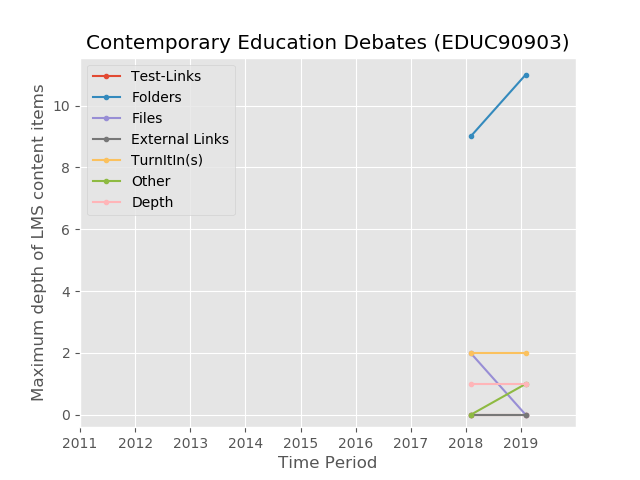 Contemporary Education Debates (EDUC90903)
Test-Links
Folders
Files
External Links
TurnItIn(s)
Other
Depth
Maximum depth of LMS content items
10
8
6
4
2
0
2011 2012 2013 2014 2015 2016 2017 2018 2019
Time Period